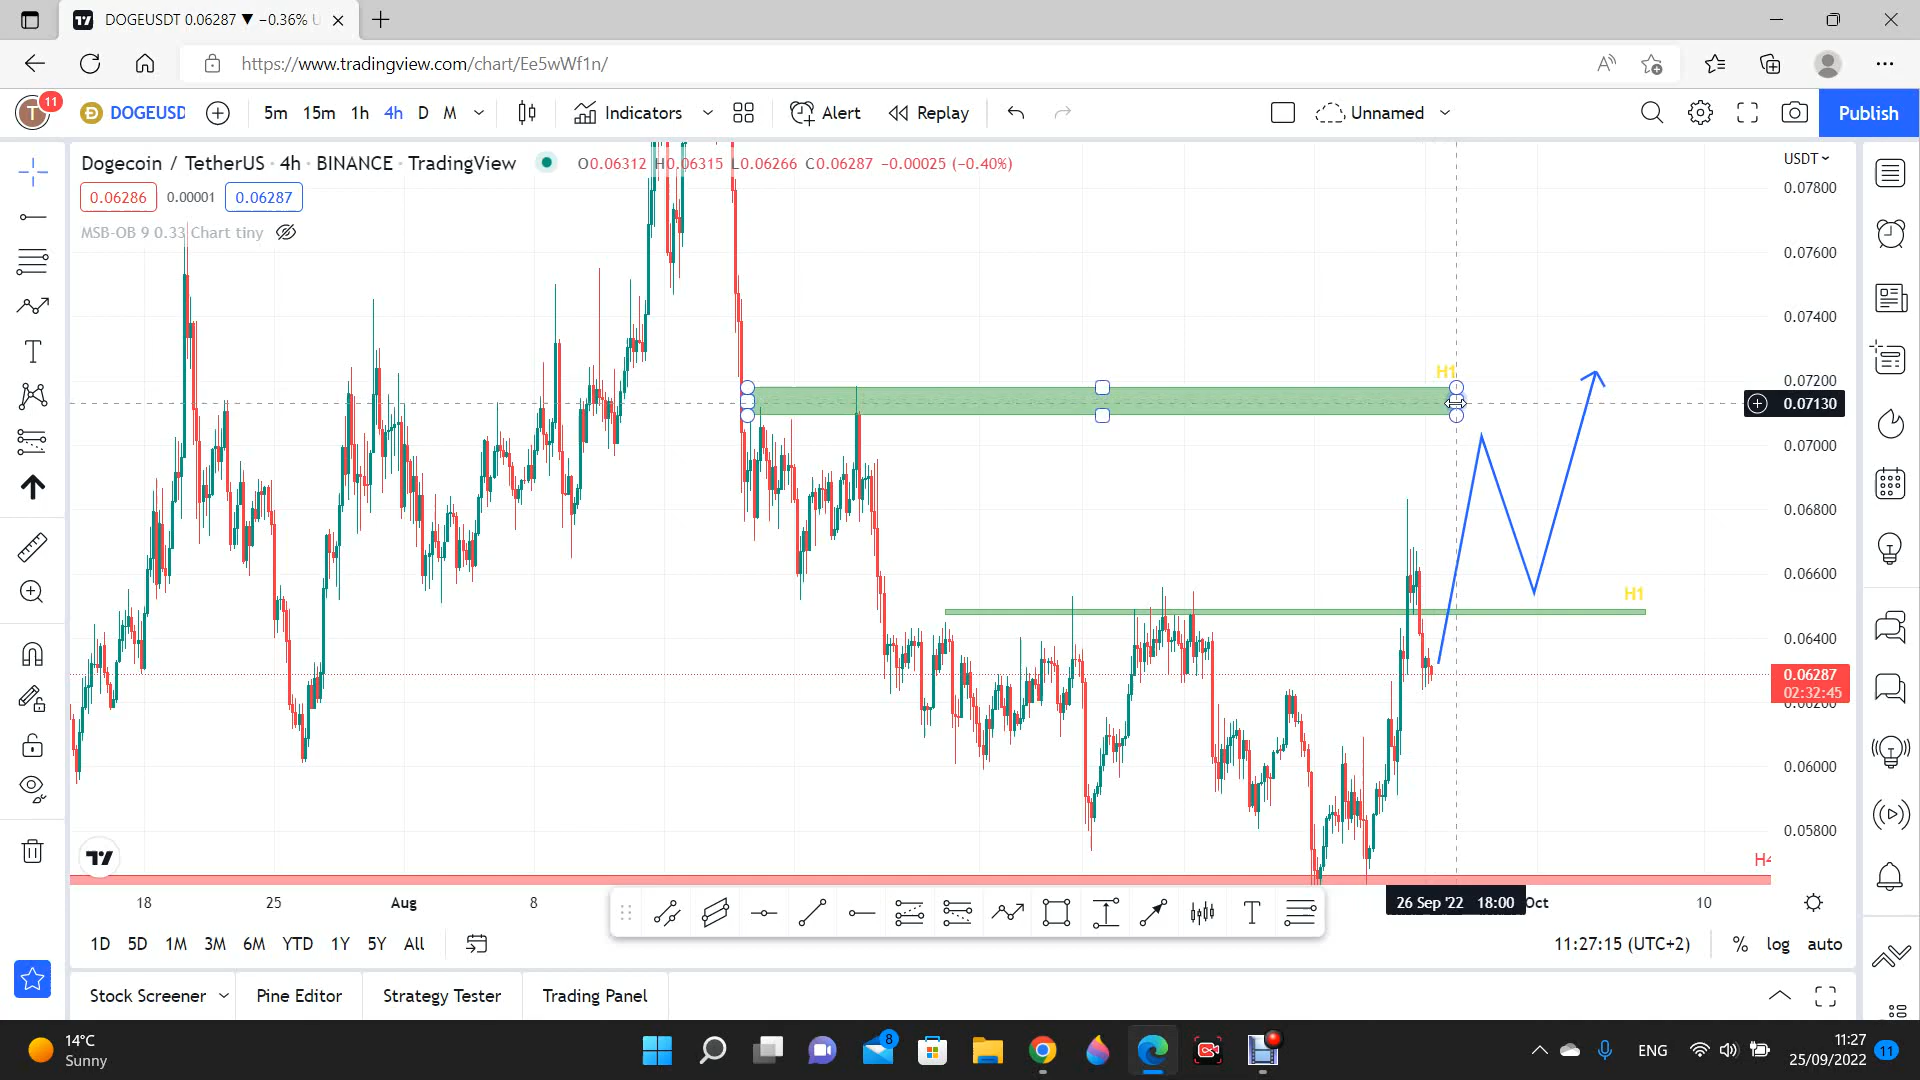 DOGEUSDT 0.06287 ▼ −0.36% U
https://www.tradingview.com/chart/Ee5wWf1n/
T 11 DOGEUSD 5m 15m 1h 4h D M Indicators Alert Replay Unnamed Publish
Dogecoin / TetherUS · 4h · BINANCE · TradingView O0.06312 H0.06315 L0.06266 C0.06287 −0.00025 (−0.40%)
0.06286 0.00001 0.06287
MSB-OB 9 0.33 Chart tiny
USDT
0.07800
0.07600
0.07400
H1
0.07200
0.07130
0.07000
0.06800
0.06600
H1
0.06400
0.06287
02:32:45
0.06200
0.06000
0.05800
H4
18 25 Aug 8 26 Sep '22 18:00 Oct 10
1D 5D 1M 3M 6M YTD 1Y 5Y All 11:27:15 (UTC+2) % log auto
Stock Screener Pine Editor Strategy Tester Trading Panel
14°C
Sunny
8
ENG
11:27
25/09/2022
11